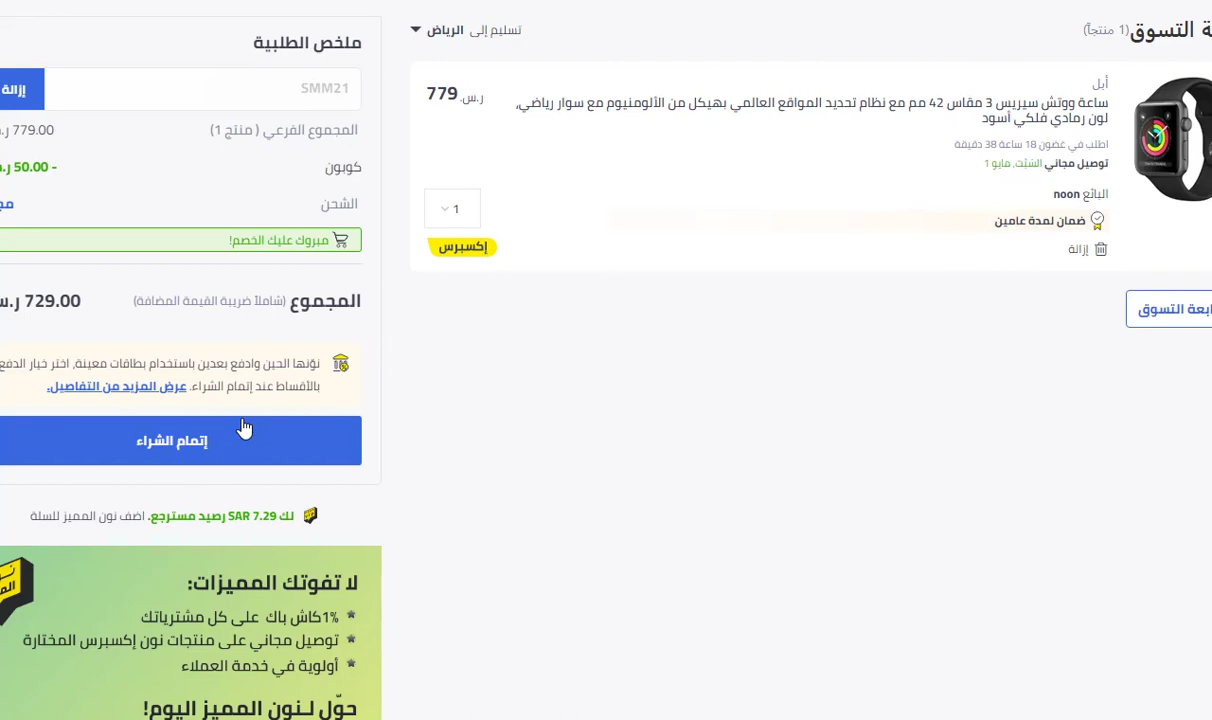 التسوق (1 منتجاً)
تسليم إلى الرياض
أبل
ساعة ووتش سيريس 3 مقاس 42 مم مع نظام تحديد المواقع العالمي بهيكل من الألومنيوم مع سوار رياضي,
لون رمادي فلكي أسود
ر.س. 779
اطلب في غضون 18 ساعة 38 دقيقة
توصيل مجاني السَبْت, مايو 1
البائع noon
1
ضمان لمدة عامين
إكسبرس
إزالة
التسوق
ملخص الطلبية
SMM21
إزالة
المجموع الفرعي ( منتج 1)
779.00
كوبون
- 50.00
الشحن
مبروك عليك الخصم!
المجموع (شاملاً ضريبة القيمة المضافة)
729.00
نوّنها الحين وادفع بعدين باستخدام بطاقات معينة, اختر خيار الدفع
بالأقساط عند إتمام الشراء. عرض المزيد من التفاصيل.
إتمام الشراء
لك SAR 7.29 رصيد مسترجع. اضف نون المميز للسلة
لا تفوتك المميزات:
1%كاش باك على كل مشترياتك
توصيل مجاني على منتجات نون إكسبرس المختارة
أولوية في خدمة العملاء
حوّل لـنون المميز اليوم!